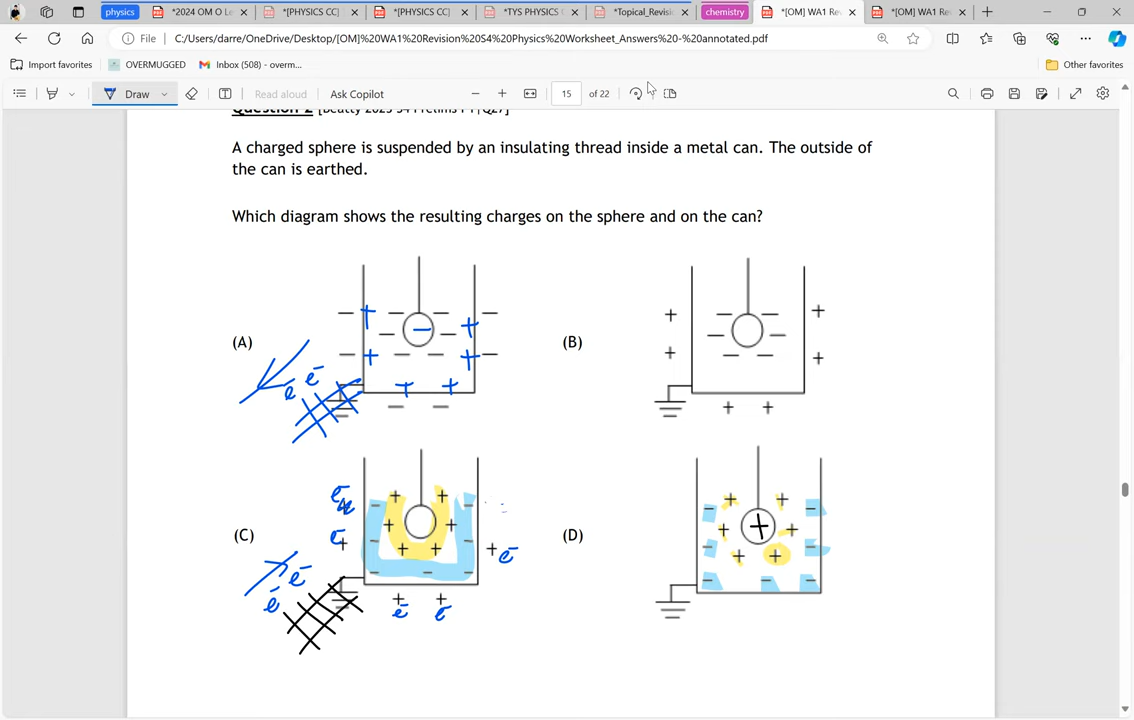 physics
*2024 OM O Le
*[PHYSICS CC]
*[PHYSICS CC]
*TYS PHYSICS C
*Topical_Revisi
chemistry
*[OM] WA1 Re
*[OM] WA1 Re
File
C:/Users/darre/OneDrive/Desktop/[OM]%20WA1%20Revision%20S4%20Physics%20Worksheet_Answers%20-%20annotated.pdf
Import favorites
OVERMUGGED
Inbox (508) – overm...
Other favorites
Draw
Read aloud
Ask Copilot
15
of 22
A charged sphere is suspended by an insulating thread inside a metal can. The outside of
the can is earthed.
Which diagram shows the resulting charges on the sphere and on the can?
(A)
(B)
(C)
(D)